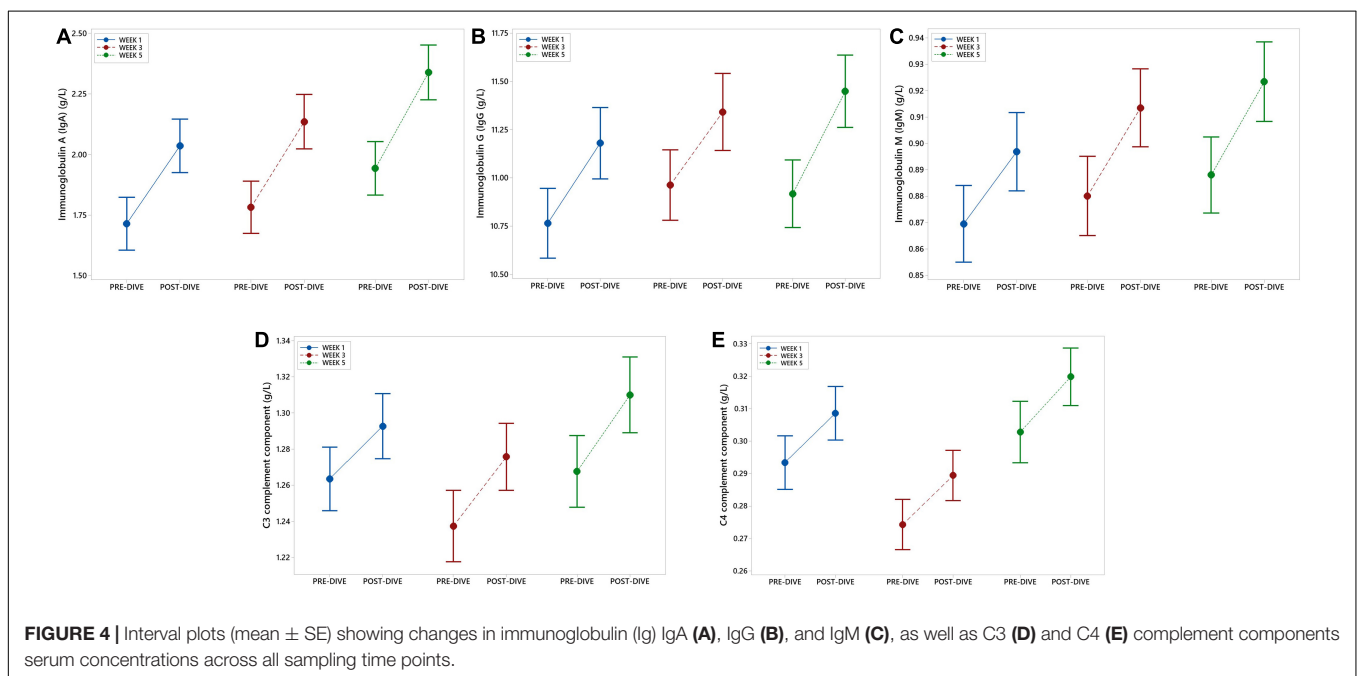 A
WEEK 1
WEEK 3
WEEK 5
Immunoglobulin A (IgA) (g/L)
2.50
2.25
2.00
1.75
1.50
PRE-DIVE POST-DIVE PRE-DIVE POST-DIVE PRE-DIVE POST-DIVE
B
WEEK 1
WEEK 3
WEEK 5
Immunoglobulin G (IgG (g/L)
11.75
11.50
11.25
11.00
10.75
10.50
PRE-DIVE POST-DIVE PRE-DIVE POST-DIVE PRE-DIVE POST-DIVE
C
WEEK 1
WEEK 3
WEEK 5
Immunoglobulin M (IgM) (g/L)
0.94
0.93
0.92
0.91
0.90
0.89
0.88
0.87
0.86
0.85
PRE-DIVE POST-DIVE PRE-DIVE POST-DIVE PRE-DIVE POST-DIVE
D
WEEK 1
WEEK 3
WEEK 5
C3 complement component (g/L)
1.34
1.32
1.30
1.28
1.26
1.24
1.22
PRE-DIVE POST-DIVE PRE-DIVE POST-DIVE PRE-DIVE POST-DIVE
E
WEEK 1
WEEK 3
WEEK 5
C4 complement component (g/L)
0.33
0.32
0.31
0.30
0.29
0.28
0.27
0.26
PRE-DIVE POST-DIVE PRE-DIVE POST-DIVE PRE-DIVE POST-DIVE
FIGURE 4 | Interval plots (mean ± SE) showing changes in immunoglobulin (Ig) IgA (A), IgG (B), and IgM (C), as well as C3 (D) and C4 (E) complement components
serum concentrations across all sampling time points.